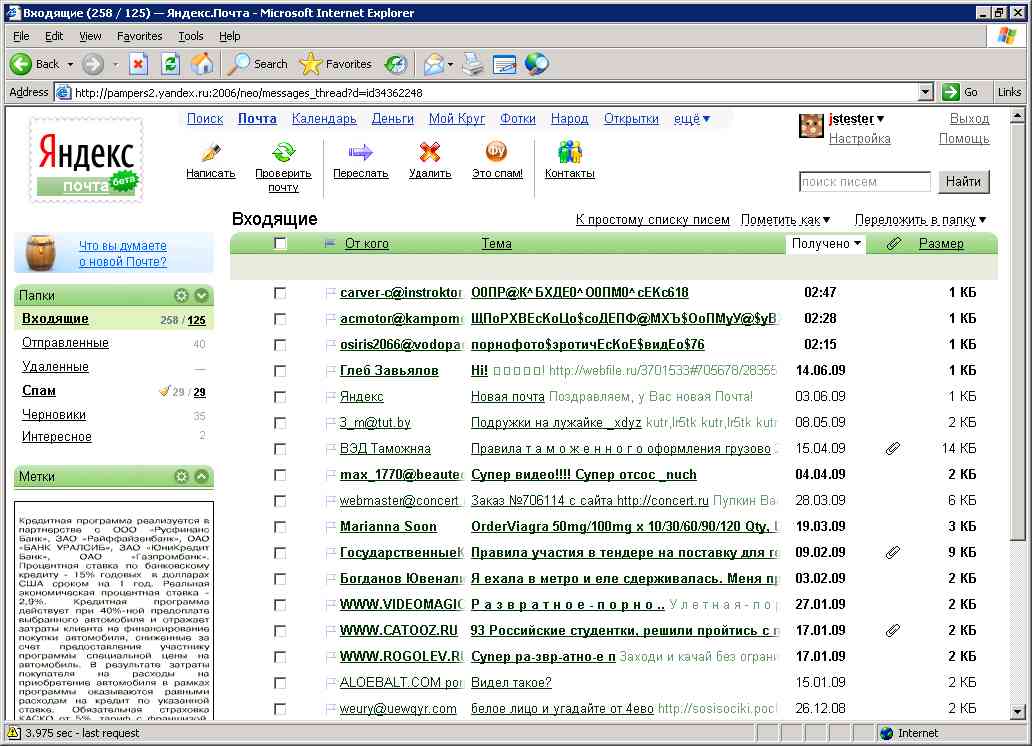 Входящие (258 / 125) — Яндекс.Почта - Microsoft Internet Explorer
File Edit View Favorites Tools Help
Back Search Favorites
Address http://pampers2.yandex.ru:2006/neo/messages_thread?d=id34362248 Go Links
Поиск Почта Календарь Деньги Мой Круг Фотки Народ Открытки ещё
jstester Выход
Настройка Помощь
Яндекс
почта бета
Написать Проверить почту Переслать Удалить Это спам! Контакты
Фу
поиск писем Найти
Входящие К простому списку писем Пометить как Переложить в папку
От кого Тема Получено Размер
Что вы думаете
о новой Почте?
Папки
Входящие 258 / 125
Отправленные 40
Удаленные —
Спам 29 / 29
Черновики 35
Интересное 2
Метки
Кредитная программа реализуется в
партнерстве с ООО «Русфинанс
Банк», ЗАО «Райффайзенбанк», ОАО
«БАНК УРАЛСИБ», ЗАО «ЮниКредит
Банк», ОАО «Газпромбанк».
Процентная ставка по банковскому
кредиту - 15% годовых в долларах
США сроком на 1 год. Реальная
экономическая процентная ставка -
2,9%. Кредитная программа
действует при 40%-ной предоплате
выбранного автомобиля и отражает
затраты клиента на финансирование
покупки автомобиля, сниженные за
счет предоставления участнику
программы специальной цены на
автомобиль. В результате затраты
покупателя на расходы на
приобретение автомобиля в рамках
программы оказываются равными
расходам на кредит по указанной
ставке. Обязательная страховка
КАСКО от 5%, тариф с франшизой
carver-c@instroktor О0ПР@К^БХДЕ0^О0ПМ0^сЕКс618 02:47 1 КБ
acmotor@kampomo ЩПоРХВЕсКоЦо$соДЕПФ@МХЪ$ОоПМуУ@$уВ 02:28 1 КБ
osiris2066@vodopa порнофото$эротичЕсКоЕ$видЕо$76 02:15 1 КБ
Глеб Завьялов Hi! ! http://webfile.ru/3701533#705678/28355 14.06.09 1 КБ
Яндекс Новая почта Поздравляем, у Вас новая Почта! 03.06.09 1 КБ
3_m@tut.by Подружки на лужайке _xdyz kutr,lr5tk kutr,lr5tk 08.05.09 2 КБ
ВЭД Таможняа Правила т а м о ж е н н о г о оформления грузово 15.04.09 14 КБ
max_1770@beaute Супер видео!!!! Супер отсос _nuch 04.04.09 2 КБ
webmaster@concert Заказ №706114 с сайта http://concert.ru Пупкин Ва 28.03.09 6 КБ
Marianna Soon OrderViagra 50mg/100mg x 10/30/60/90/120 Qty, 19.03.09 3 КБ
Государственные Правила участия в тендере на поставку для го 09.02.09 9 КБ
Богданов Ювенали Я ехала в метро и еле сдерживалась. Меня п 03.02.09 2 КБ
WWW.VIDEOMAGIC Р а з в р а т н о е - п о р н о .. У л е т н а я - п о р 27.01.09 2 КБ
WWW.CATOOZ.RU 93 Российские студентки, решили пройтись с п 17.01.09 2 КБ
WWW.ROGOLEV.RU Супер ра-звр-атно-е п Заходи и качай без ограни 17.01.09 2 КБ
ALOEBALT.COM рог Видел такое? 15.01.09 2 КБ
weury@uewqyr.com белое лицо и угадайте от 4ево http://sosisociki.poc 26.12.08 2 КБ
3.975 sec - last request Internet